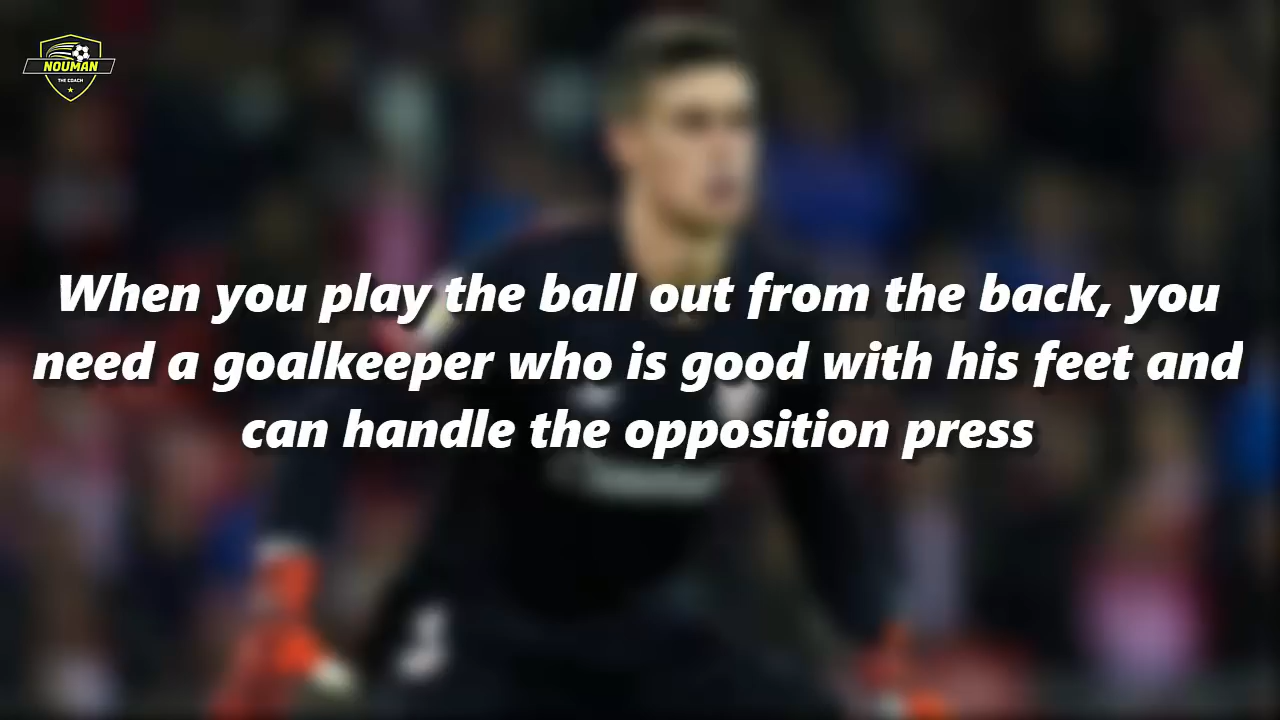 NOUMAN
THE COACH
When you play the ball out from the back, you
need a goalkeeper who is good with his feet and
can handle the opposition press